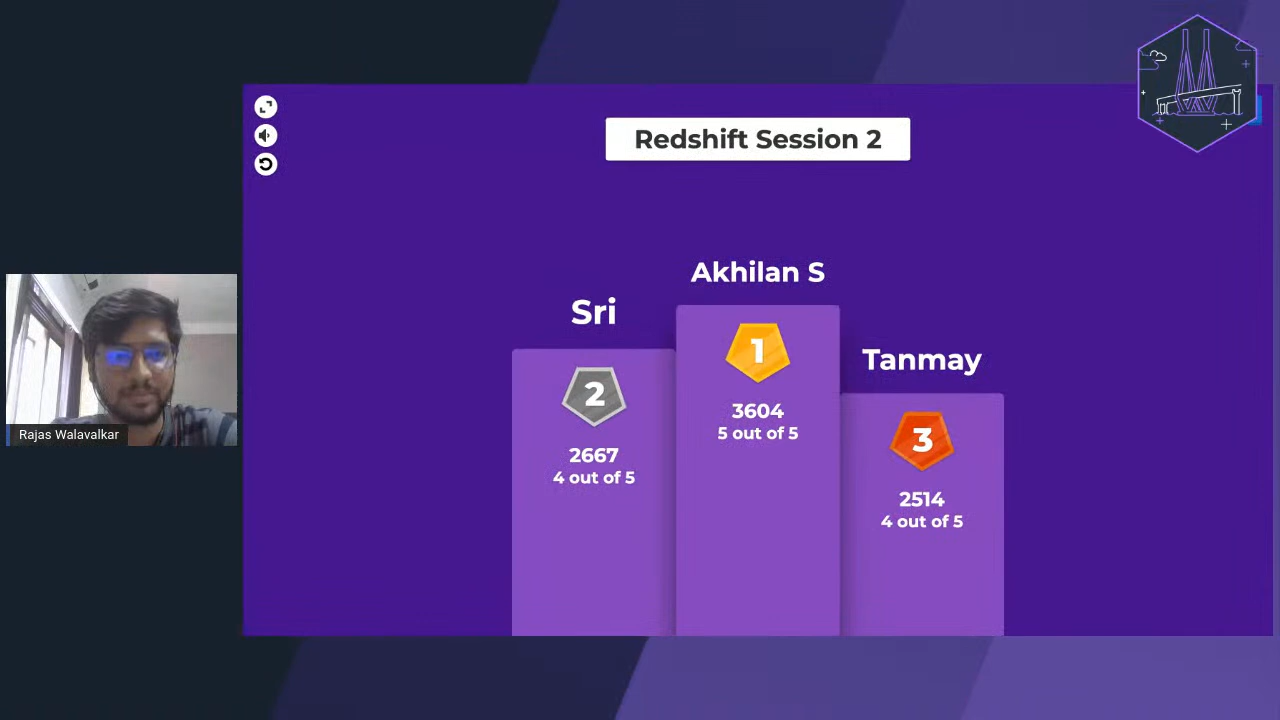 Redshift Session 2
Akhilan S
Sri
Tanmay
1
3604
5 out of 5
2
2667
4 out of 5
3
2514
4 out of 5
Rajas Walavalkar